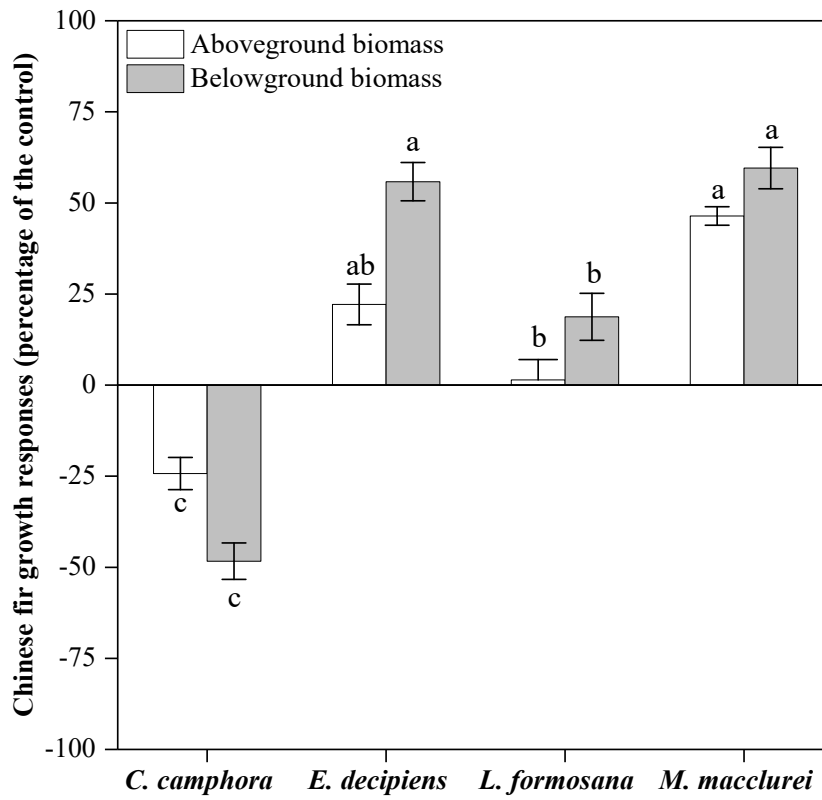 Chinese fir growth responses (percentage of the control)
100
75
50
25
0
-25
-50
-75
-100
Aboveground biomass
Belowground biomass
c
c
ab
a
b
b
a
a
C. camphora E. decipiens L. formosana M. macclurei